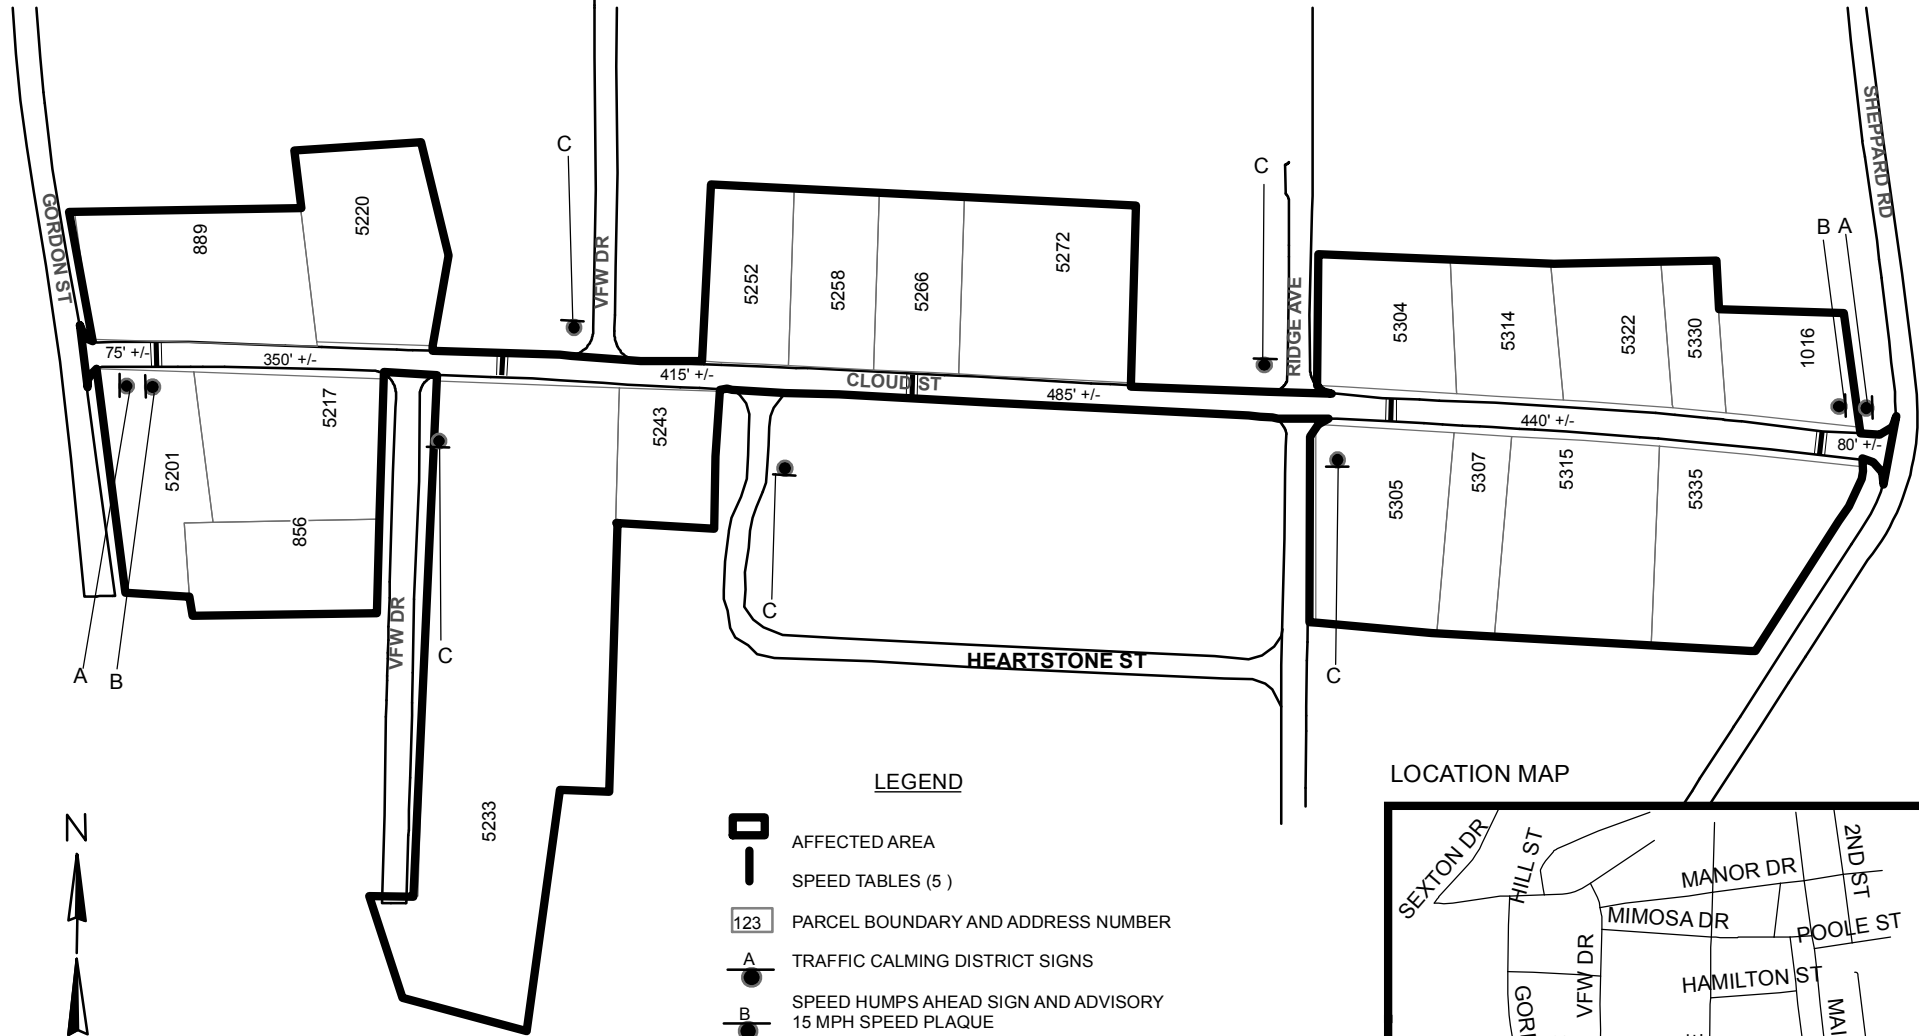 C
C
SHEPPARD RD
B A
GORDON ST
889
5220
VFW DR
5252
5258
5266
5272
RIDGE AVE
5304
5314
5322
5330
1016
75' +/-
350' +/-
415' +/-
CLOUD ST
485' +/-
440' +/-
80' +/-
5201
5217
856
5243
5305
5307
5315
5335
VFW DR
C
C
HEARTSTONE ST
C
A
B
5233
N
LEGEND
AFFECTED AREA
SPEED TABLES (5 )
123 PARCEL BOUNDARY AND ADDRESS NUMBER
A TRAFFIC CALMING DISTRICT SIGNS
B SPEED HUMPS AHEAD SIGN AND ADVISORY
15 MPH SPEED PLAQUE
LOCATION MAP
SEXTON DR
HILL ST
MANOR DR
2ND ST
MIMOSA DR
POOLE ST
VFW DR
HAMILTON ST